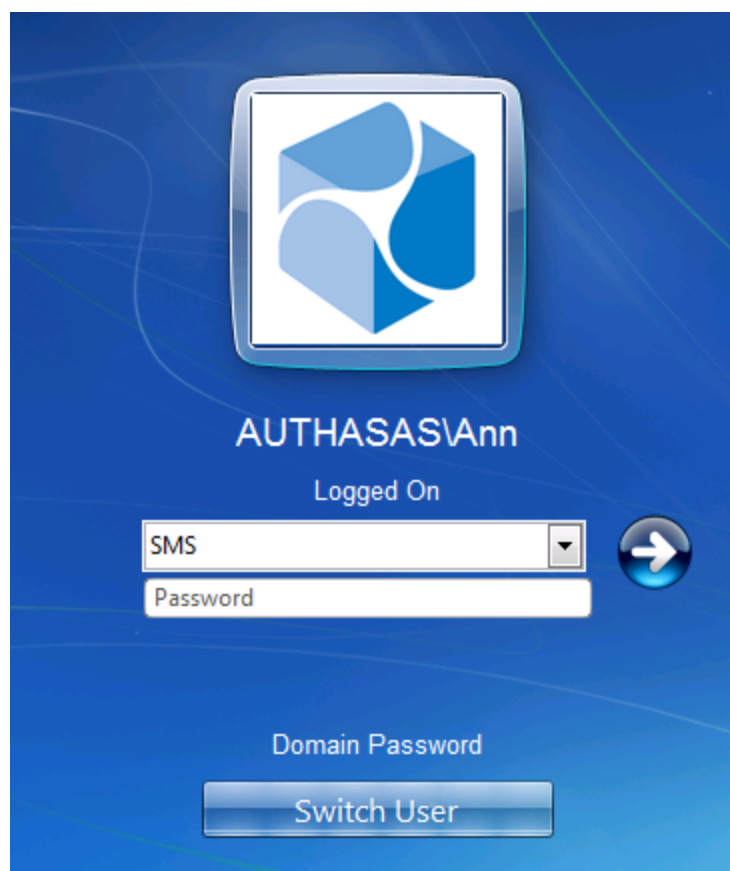 AUTHASAS\Ann
Logged On
SMS
Password
Domain Password
Switch User